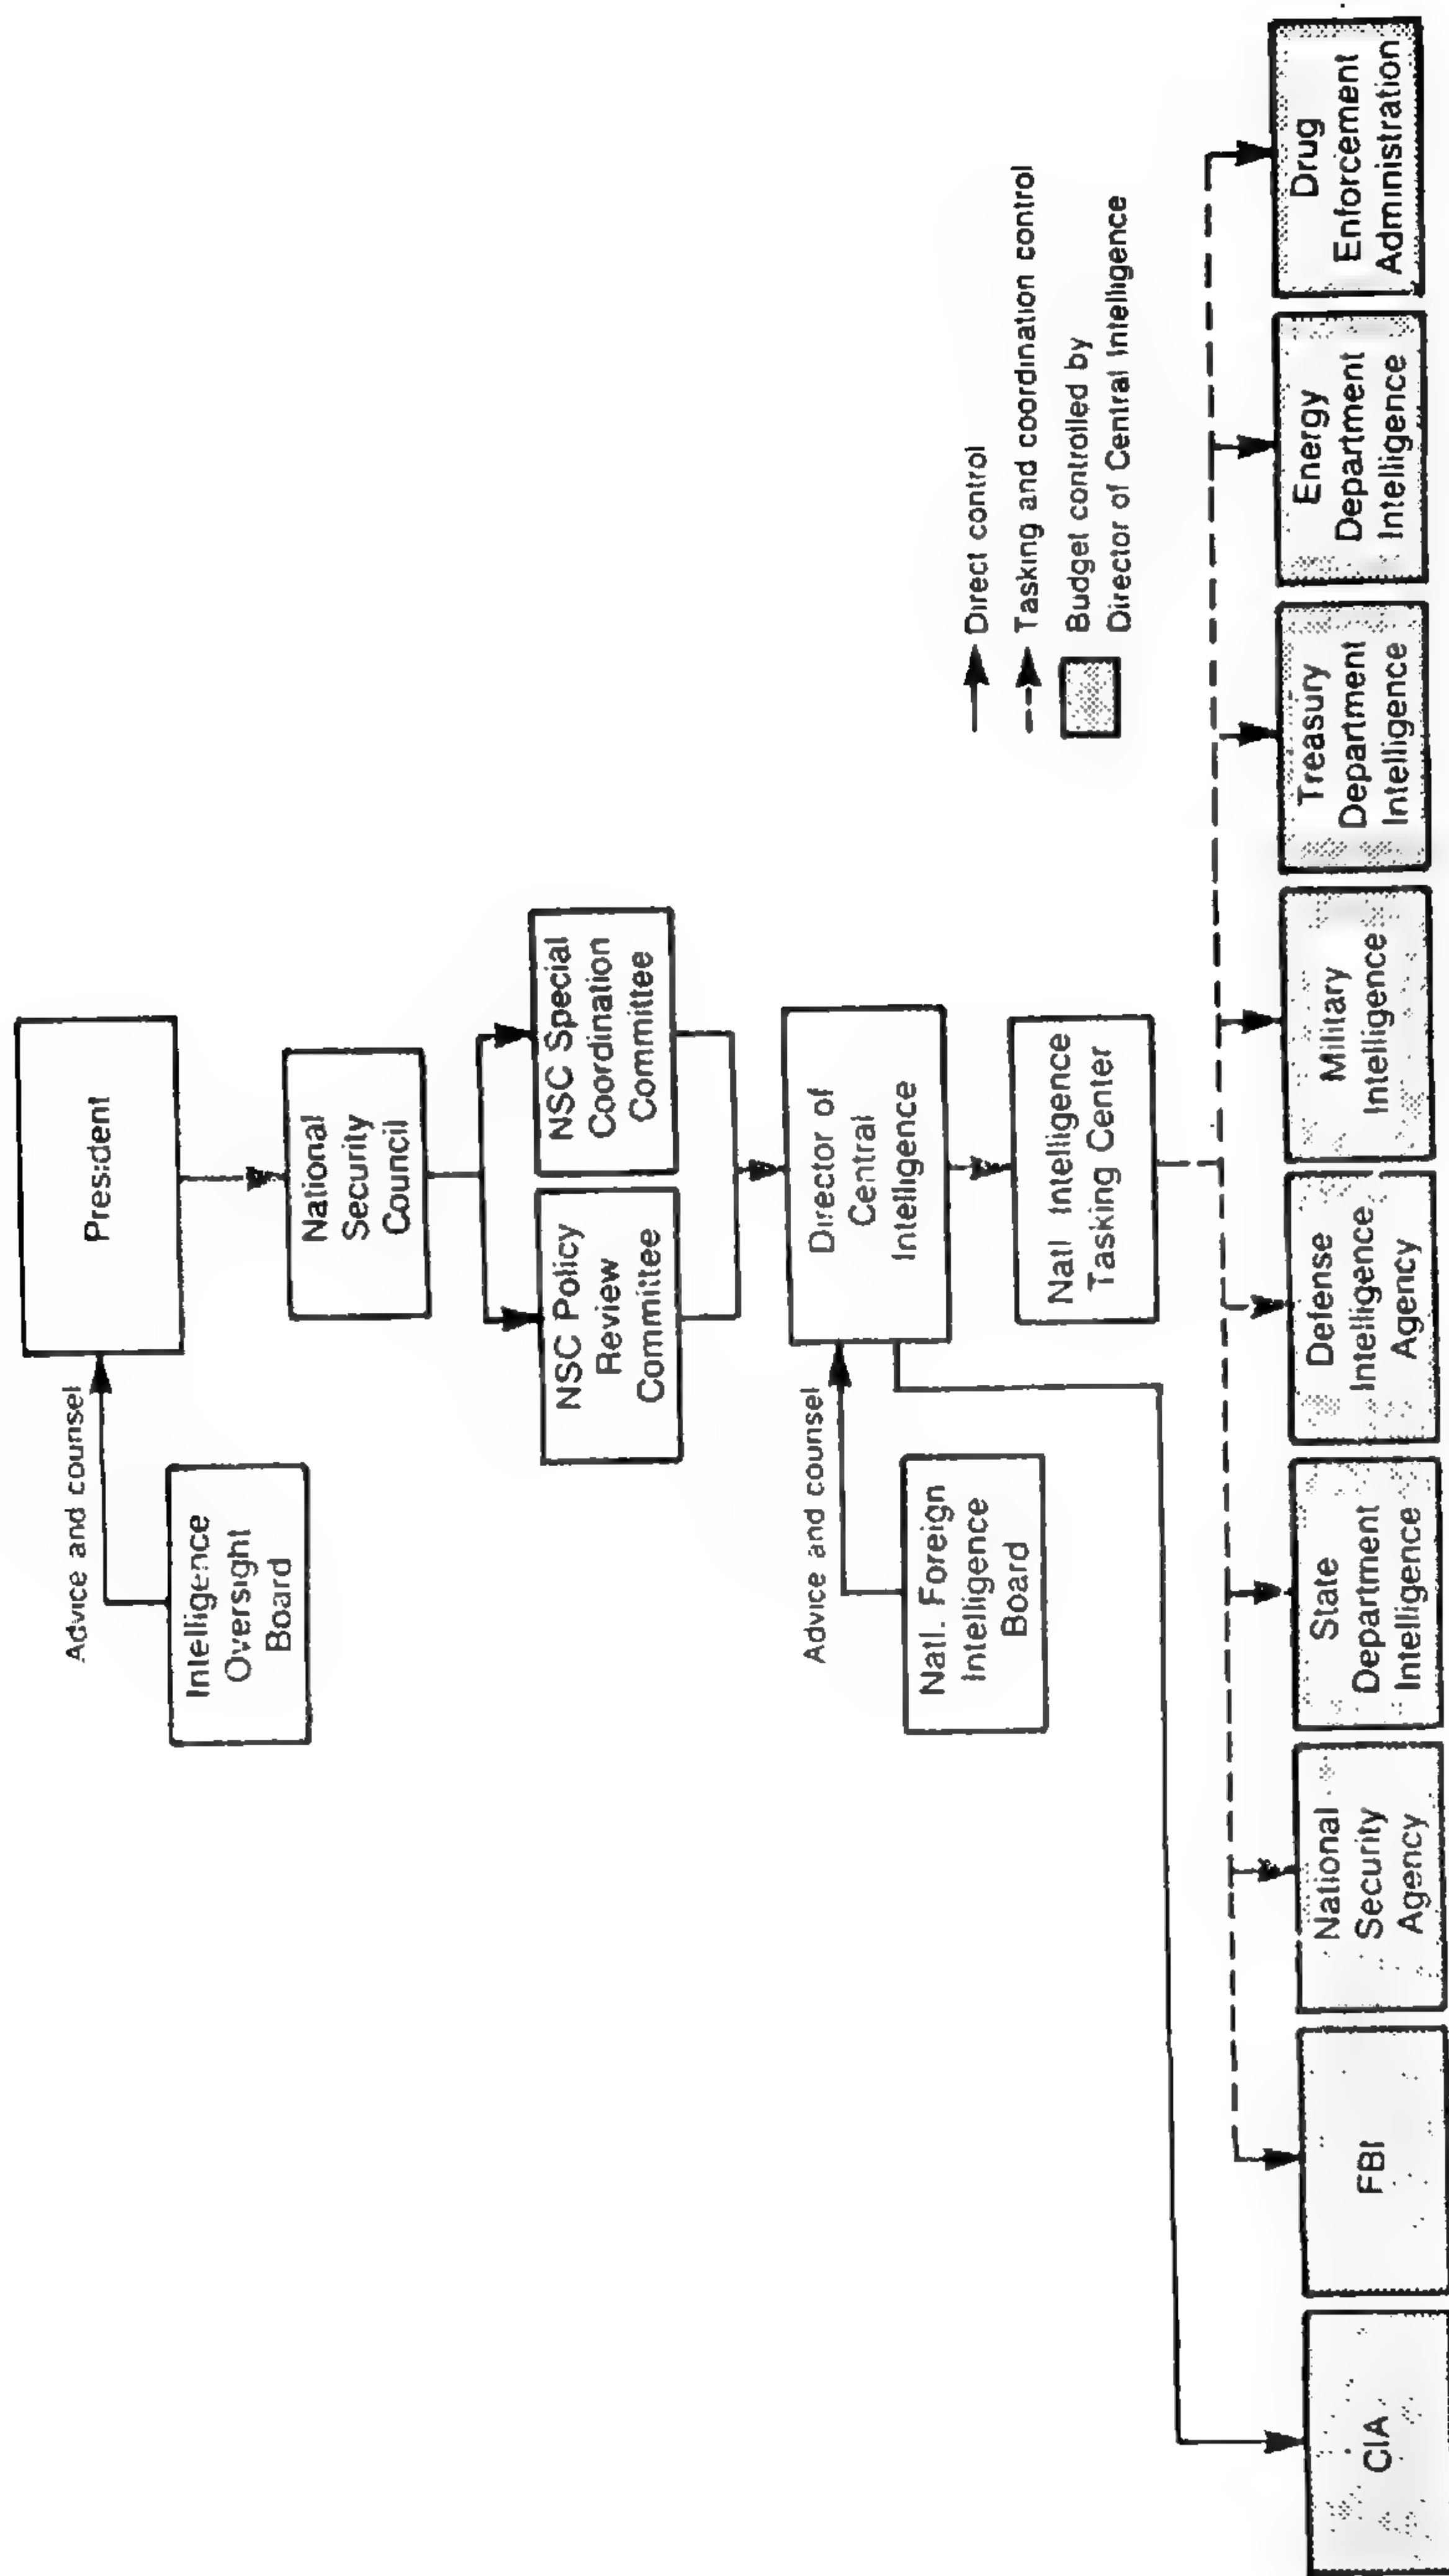 President
Advice and counsel
Intelligence
Oversight
Board
National
Security
Council
NSC Policy
Review
Committee
NSC Special
Coordination
Committee
Advice and counsel
Director of
Central
Intelligence
Natl. Foreign
Intelligence
Board
Natl Intelligence
Tasking Center
Direct control
Tasking and coordination control
Budget controlled by
Director of Central Intelligence
CIA
FBI
National
Security
Agency
State
Department
Intelligence
Defense
Intelligence
Agency
Military
Intelligence
Treasury
Department
Intelligence
Energy
Department
Intelligence
Drug
Enforcement
Administration